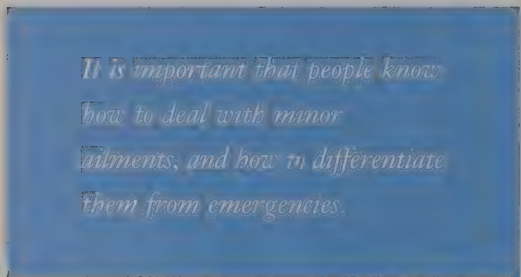 It is important that people know
how to deal with minor
ailments, and how to differentiate
them from emergencies.